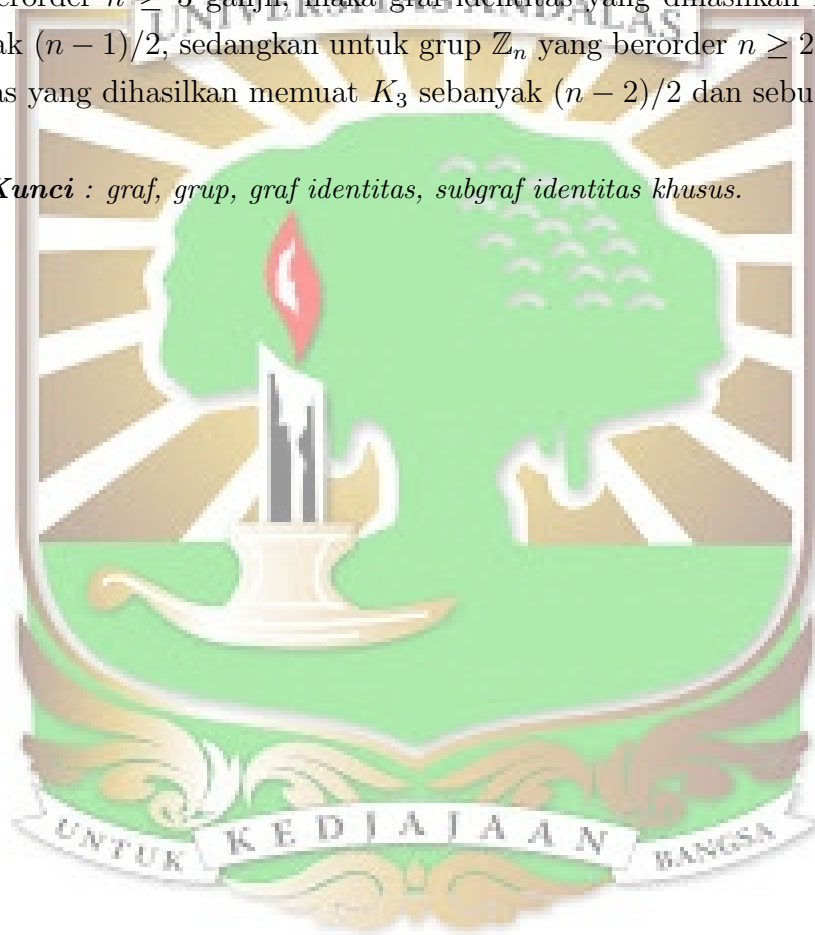 berorder n ≥ 3 ganjil, maka graf identitas yang dihasilkan
UNIVERSITAS ANDALAS
ak (n − 1)/2, sedangkan untuk grup ℤₙ yang berorder n ≥ 2
as yang dihasilkan memuat K₃ sebanyak (n − 2)/2 dan sebu
Kunci : graf, grup, graf identitas, subgraf identitas khusus.
UNTUK KEDJAJAAN BANGSA